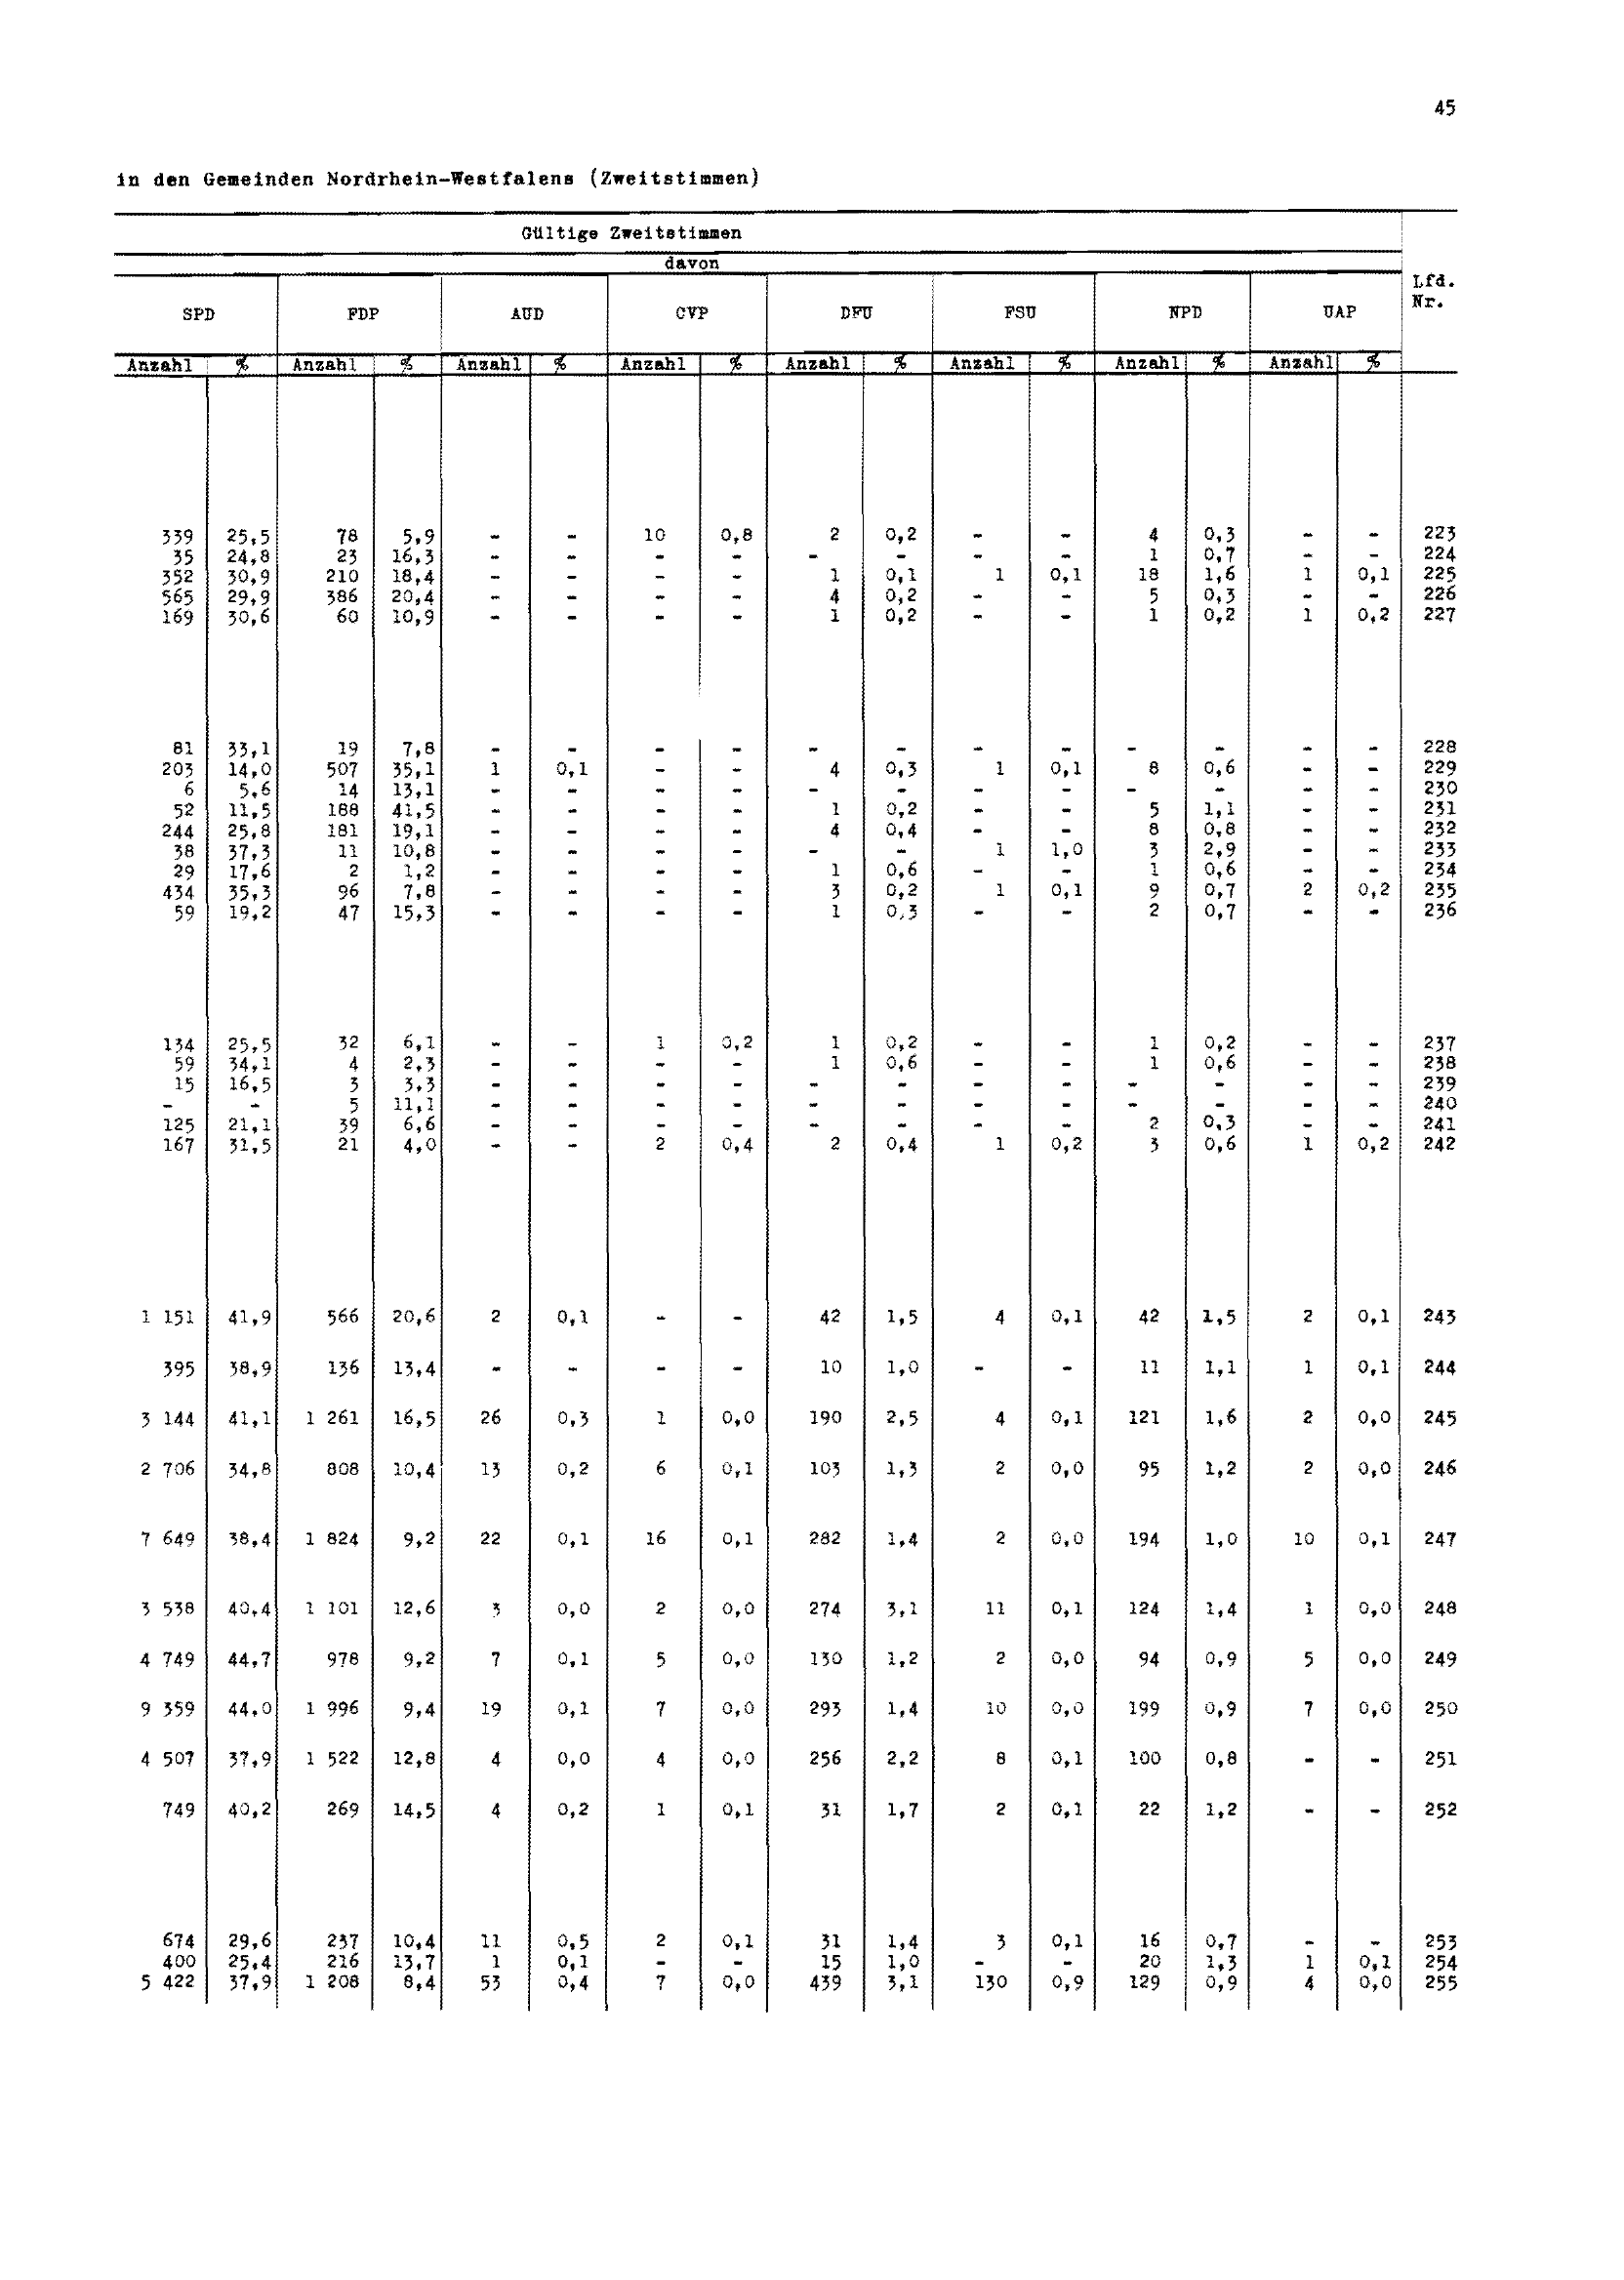 45
in den Gemeinden Nordrhein-Westfalens (Zweitstimmen)
Gültige Zweitstimmen
davon
Lfd.
Nr.
SPD FDP AUD CVP DFU FSU NPD UAP
Anzahl % Anzahl % Anzahl % Anzahl % Anzahl % Anzahl % Anzahl % Anzahl %
339 25,5 78 5,9 - - 10 0,8 2 0,2 - - 4 0,3 - - 223
35 24,8 23 16,3 - - - - - - - - 1 0,7 - - 224
352 30,9 210 18,4 - - - - 1 0,1 1 0,1 18 1,6 1 0,1 225
565 29,9 386 20,4 - - - - 4 0,2 - - 5 0,3 - - 226
169 30,6 60 10,9 - - - - 1 0,2 - - 1 0,2 1 0,2 227
81 33,1 19 7,8 - - - - - - - - - - - - 228
203 14,0 507 35,1 1 0,1 - - 4 0,3 1 0,1 8 0,6 - - 229
6 5,6 14 13,1 - - - - - - - - - - - - 230
52 11,5 188 41,5 - - - - 1 0,2 - - 5 1,1 - - 231
244 25,8 181 19,1 - - - - 4 0,4 - - 8 0,8 - - 232
38 37,3 11 10,8 - - - - - - 1 1,0 3 2,9 - - 233
29 17,6 2 1,2 - - - - 1 0,6 - - 1 0,6 - - 234
434 35,3 96 7,8 - - - - 3 0,2 1 0,1 9 0,7 2 0,2 235
59 19,2 47 15,3 - - - - 1 0,3 - - 2 0,7 - - 236
134 25,5 32 6,1 - - 1 0,2 1 0,2 - - 1 0,2 - - 237
59 34,1 4 2,3 - - - - 1 0,6 - - 1 0,6 - - 238
15 16,5 3 3,3 - - - - - - - - - - - - 239
- - 5 11,1 - - - - - - - - - - - - 240
125 21,1 39 6,6 - - - - - - - - 2 0,3 - - 241
167 31,5 21 4,0 - - 2 0,4 2 0,4 1 0,2 3 0,6 1 0,2 242
1 151 41,9 566 20,6 2 0,1 - - 42 1,5 4 0,1 42 1,5 2 0,1 243
395 38,9 136 13,4 - - - - 10 1,0 - - 11 1,1 1 0,1 244
3 144 41,1 1 261 16,5 26 0,3 1 0,0 190 2,5 4 0,1 121 1,6 2 0,0 245
2 706 34,8 808 10,4 13 0,2 6 0,1 103 1,3 2 0,0 95 1,2 2 0,0 246
7 649 38,4 1 824 9,2 22 0,1 16 0,1 282 1,4 2 0,0 194 1,0 10 0,1 247
3 538 40,4 1 101 12,6 3 0,0 2 0,0 274 3,1 11 0,1 124 1,4 1 0,0 248
4 749 44,7 978 9,2 7 0,1 5 0,0 130 1,2 2 0,0 94 0,9 5 0,0 249
9 359 44,0 1 996 9,4 19 0,1 7 0,0 293 1,4 10 0,0 199 0,9 7 0,0 250
4 507 37,9 1 522 12,8 4 0,0 4 0,0 256 2,2 8 0,1 100 0,8 - - 251
749 40,2 269 14,5 4 0,2 1 0,1 31 1,7 2 0,1 22 1,2 - - 252
674 29,6 237 10,4 11 0,5 2 0,1 31 1,4 3 0,1 16 0,7 - - 253
400 25,4 216 13,7 1 0,1 - - 15 1,0 - - 20 1,3 1 0,1 254
5 422 37,9 1 208 8,4 53 0,4 7 0,0 439 3,1 130 0,9 129 0,9 4 0,0 255